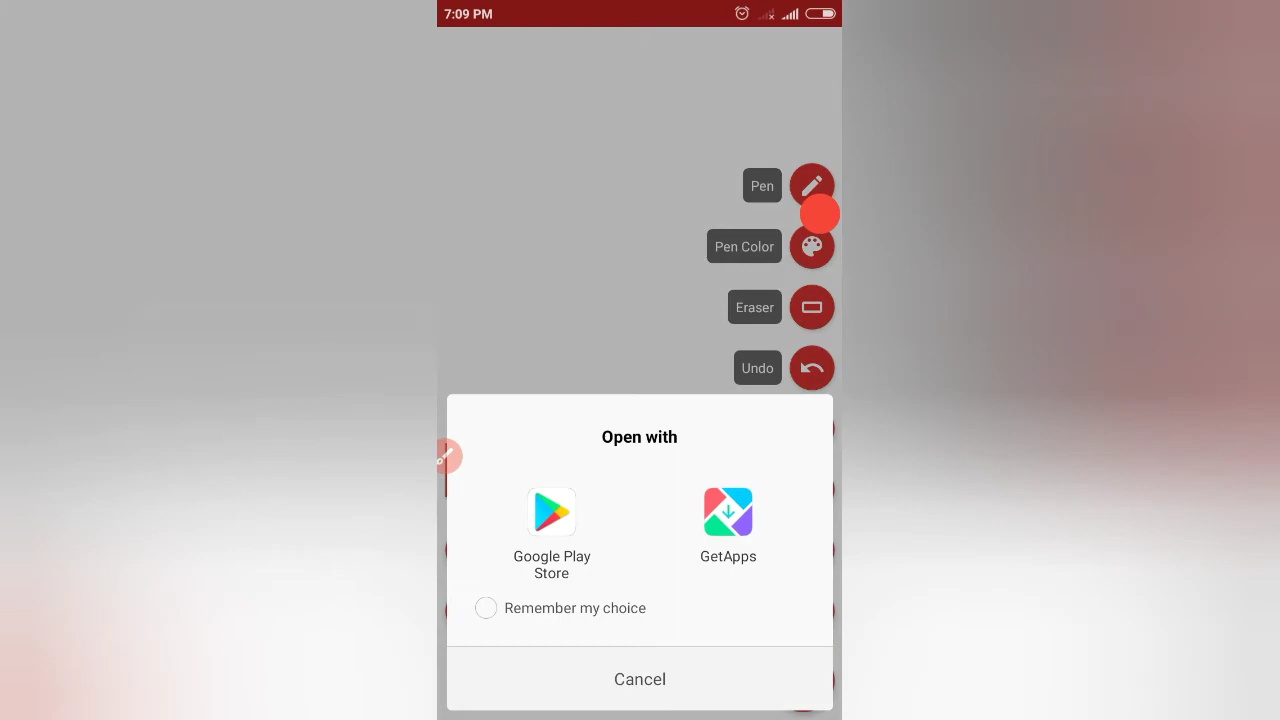 7:09 PM
Pen
Pen Color
Eraser
Undo
Open with
Google Play
Store
GetApps
Remember my choice
Cancel